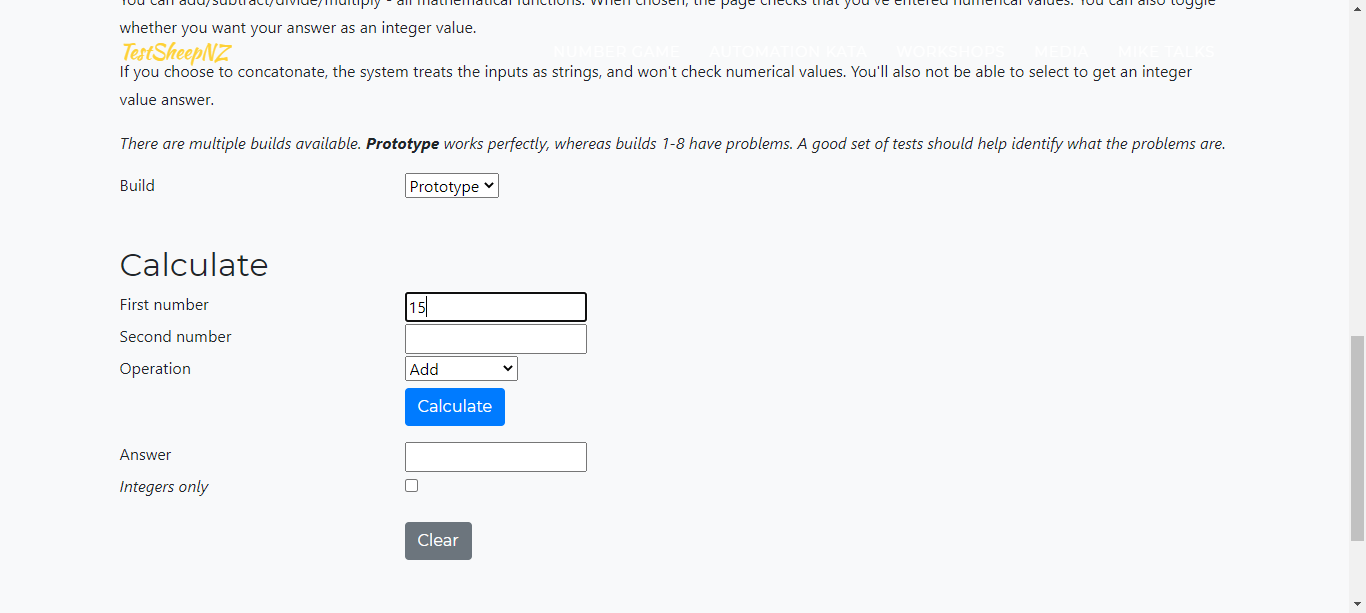 You can add/subtract/divide/multiply - all mathematical functions. When chosen, the page checks that you've entered numerical values. You can also toggle
whether you want your answer as an integer value.
TestSheepNZ NUMBER GAME AUTOMATION KATA WORKSHOPS MEDIA MIKE TALKS
If you choose to concatonate, the system treats the inputs as strings, and won't check numerical values. You'll also not be able to select to get an integer
value answer.
There are multiple builds available. Prototype works perfectly, whereas builds 1-8 have problems. A good set of tests should help identify what the problems are.
Build Prototype
Calculate
First number 15
Second number
Operation Add
Calculate
Answer
Integers only
Clear